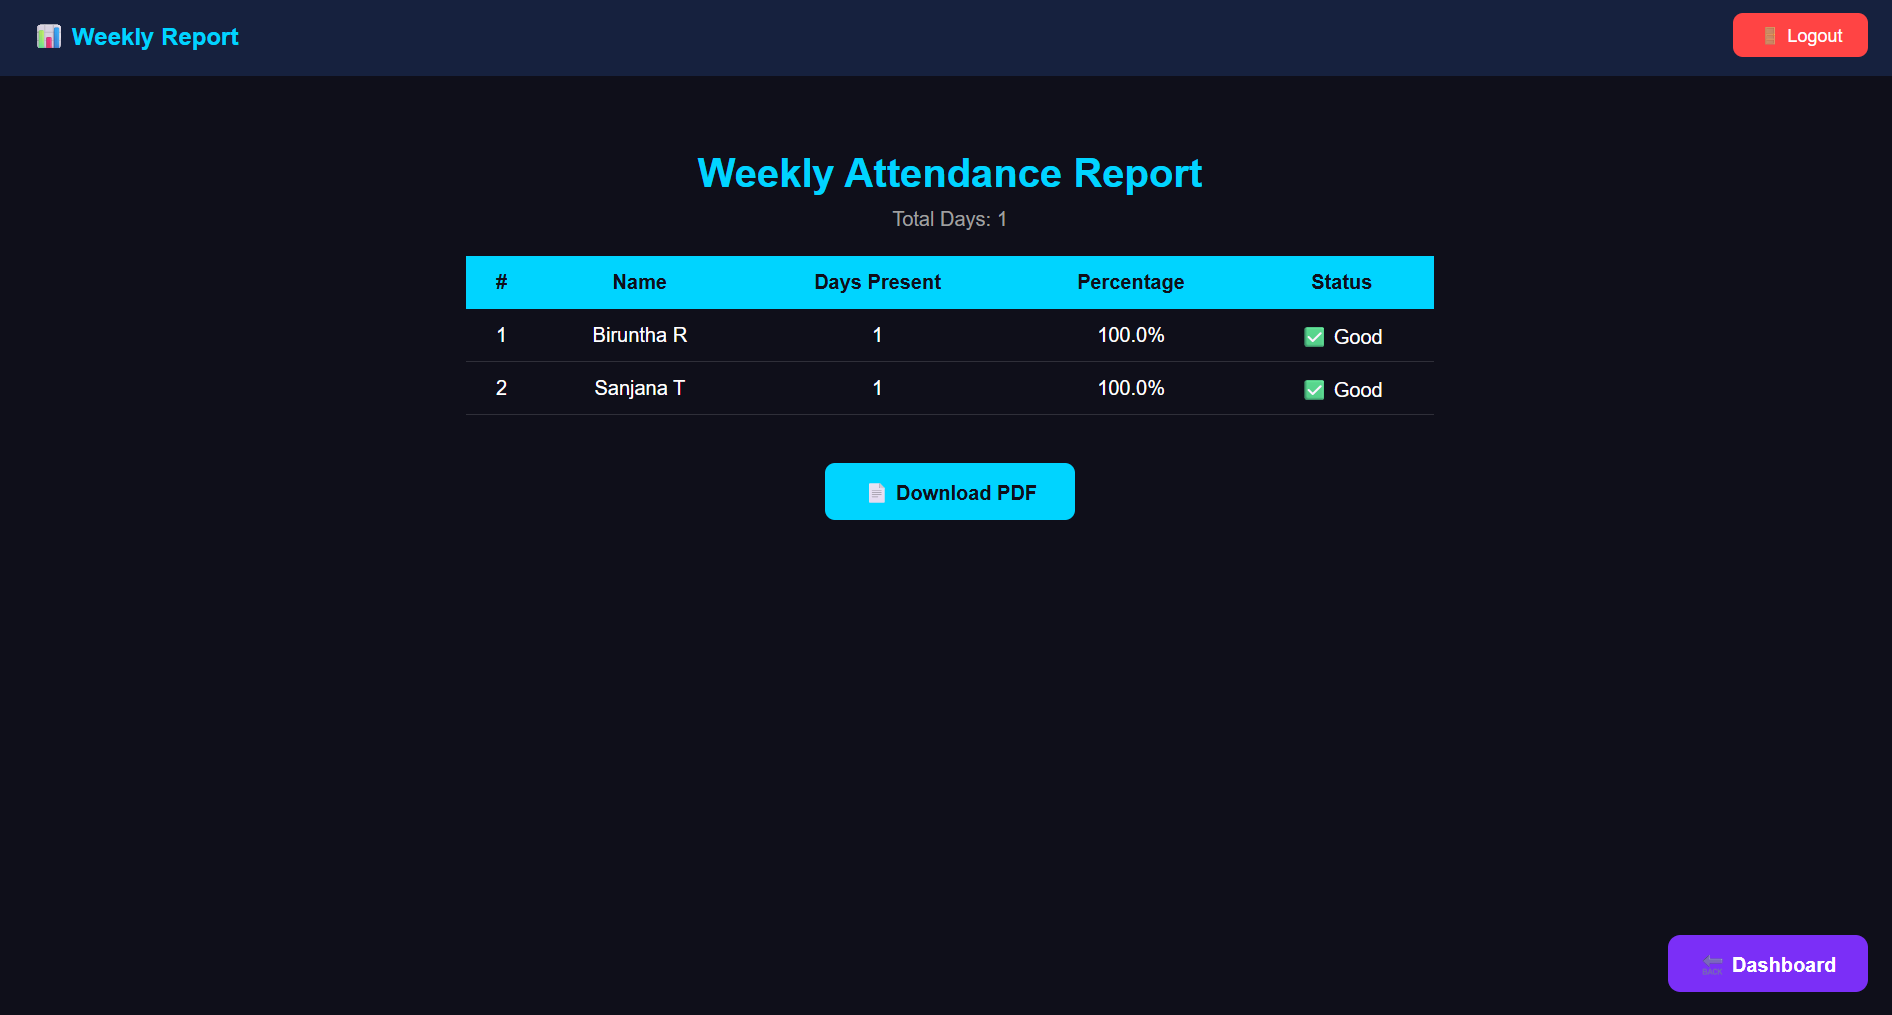 📊 Weekly Report
🚪 Logout
Weekly Attendance Report
Total Days: 1
# Name Days Present Percentage Status
1 Biruntha R 1 100.0% ✅ Good
2 Sanjana T 1 100.0% ✅ Good
📄 Download PDF
🔙 Dashboard